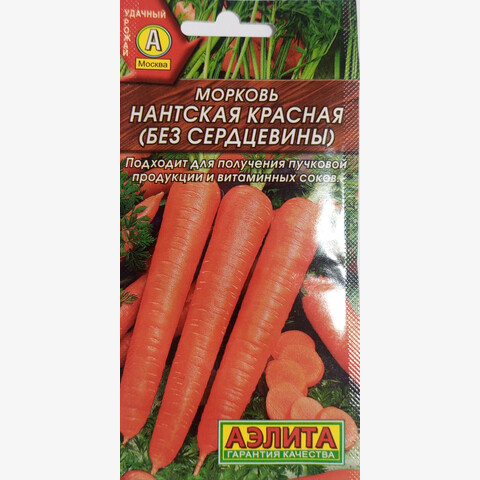 УДАЧНЫЙ
УРОЖАЙ
А
Москва
МОРКОВЬ
НАНТСКАЯ КРАСНАЯ
(БЕЗ СЕРДЦЕВИНЫ)
Подходит для получения пучковой
продукции и витаминных соков.
АЭЛИТА
ГАРАНТИЯ КАЧЕСТВА